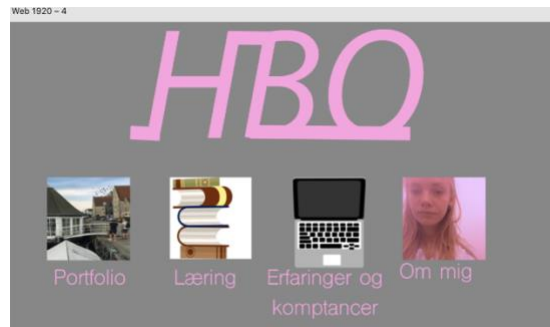 Web 1920 – 4
HBO
Portfolio
Læring
Erfaringer og
komptancer
Om mig